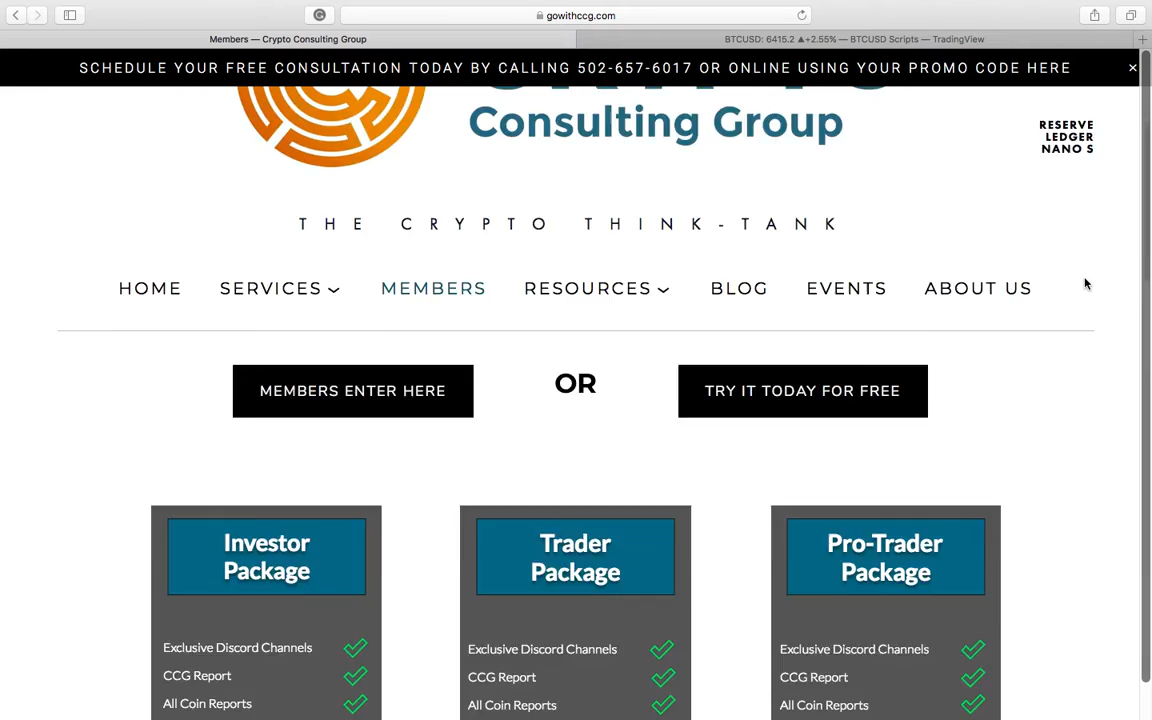 gowithccg.com
Members — Crypto Consulting Group
BTCUSD: 6415.2 ▲+2.55% — BTCUSD Scripts — TradingView
SCHEDULE YOUR FREE CONSULTATION TODAY BY CALLING 502-657-6017 OR ONLINE USING YOUR PROMO CODE HERE
Consulting Group
RESERVE
LEDGER
NANO S
THE CRYPTO THINK-TANK
HOME SERVICES MEMBERS RESOURCES BLOG EVENTS ABOUT US
MEMBERS ENTER HERE OR TRY IT TODAY FOR FREE
Investor
Package
Exclusive Discord Channels
CCG Report
All Coin Reports
Trader
Package
Exclusive Discord Channels
CCG Report
All Coin Reports
Pro-Trader
Package
Exclusive Discord Channels
CCG Report
All Coin Reports